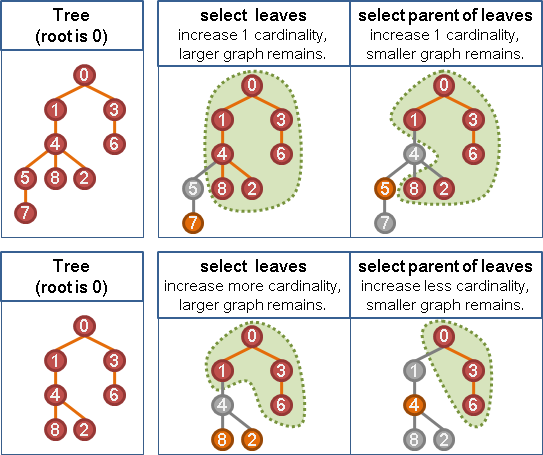 Tree
(root is 0)
select leaves
increase 1 cardinality,
larger graph remains.
select parent of leaves
increase 1 cardinality,
smaller graph remains.
0
1 3
4 6
5 8 2
7
0
1 3
4 6
5 8 2
7
0
1 3
4 6
5 8 2
7
Tree
(root is 0)
select leaves
increase more cardinality,
larger graph remains.
select parent of leaves
increase less cardinality,
smaller graph remains.
0
1 3
4 6
8 2
0
1 3
4 6
8 2
0
1 3
4 6
8 2